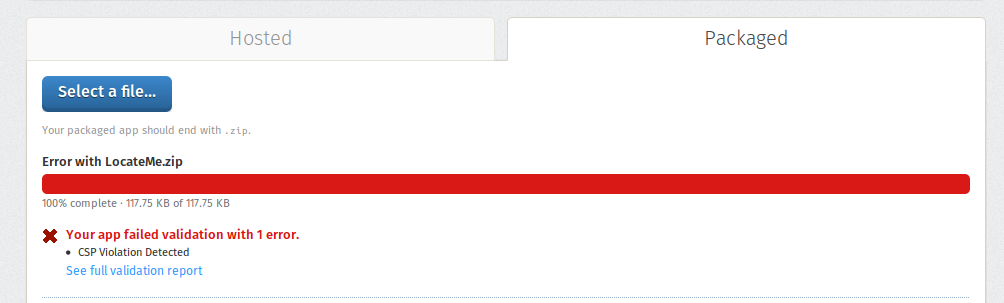 Hosted
Packaged
Select a file...
Your packaged app should end with .zip.
Error with LocateMe.zip
100% complete · 117.75 KB of 117.75 KB
Your app failed validation with 1 error.
• CSP Violation Detected
See full validation report